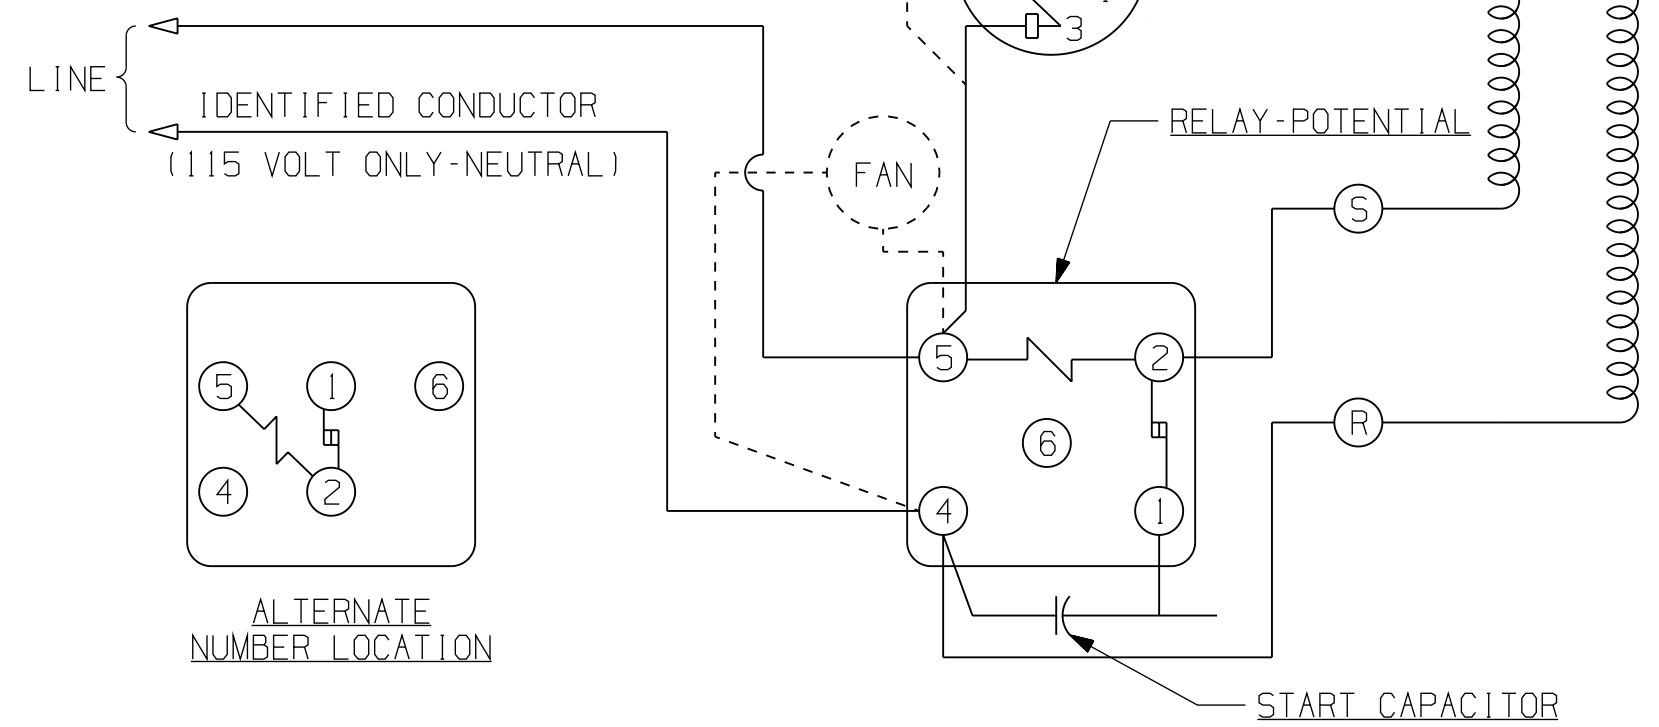 3
LINE
IDENTIFIED CONDUCTOR
(115 VOLT ONLY-NEUTRAL)
FAN
RELAY-POTENTIAL
S
5 2
5 1 6
R
6
4 2
4 1
ALTERNATE
NUMBER LOCATION
START CAPACITOR